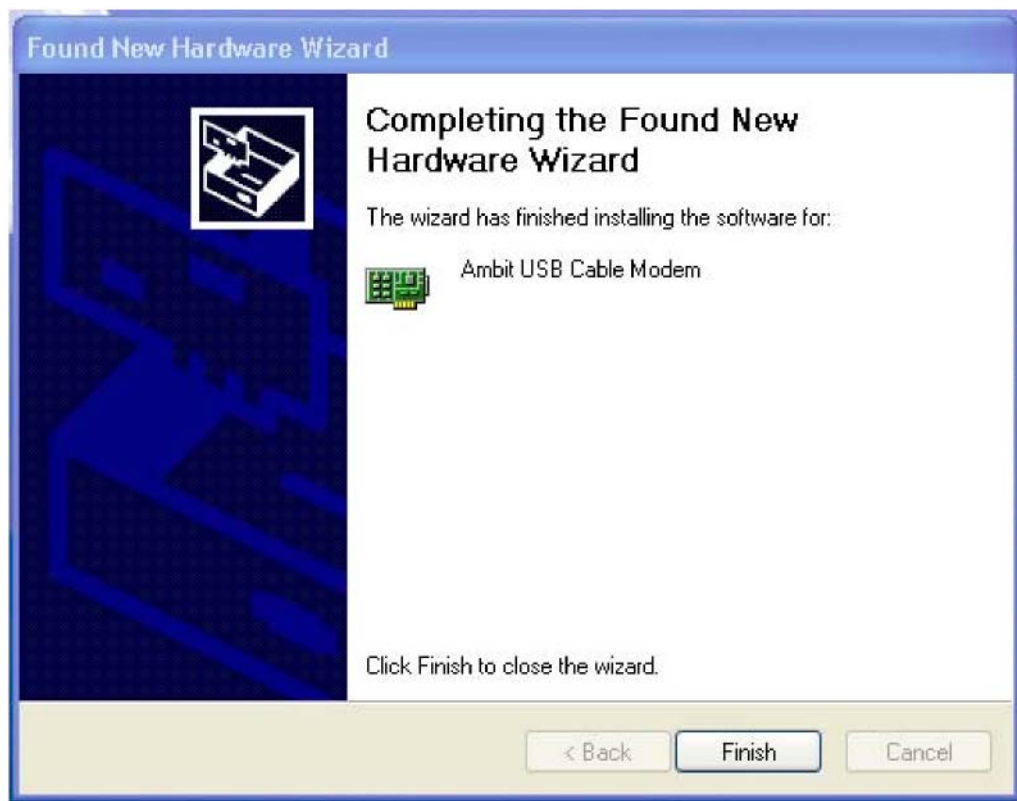 Found New Hardware Wizard
Completing the Found New
Hardware Wizard
The wizard has finished installing the software for:
Ambit USB Cable Modem
Click Finish to close the wizard.
< Back
Finish
Cancel